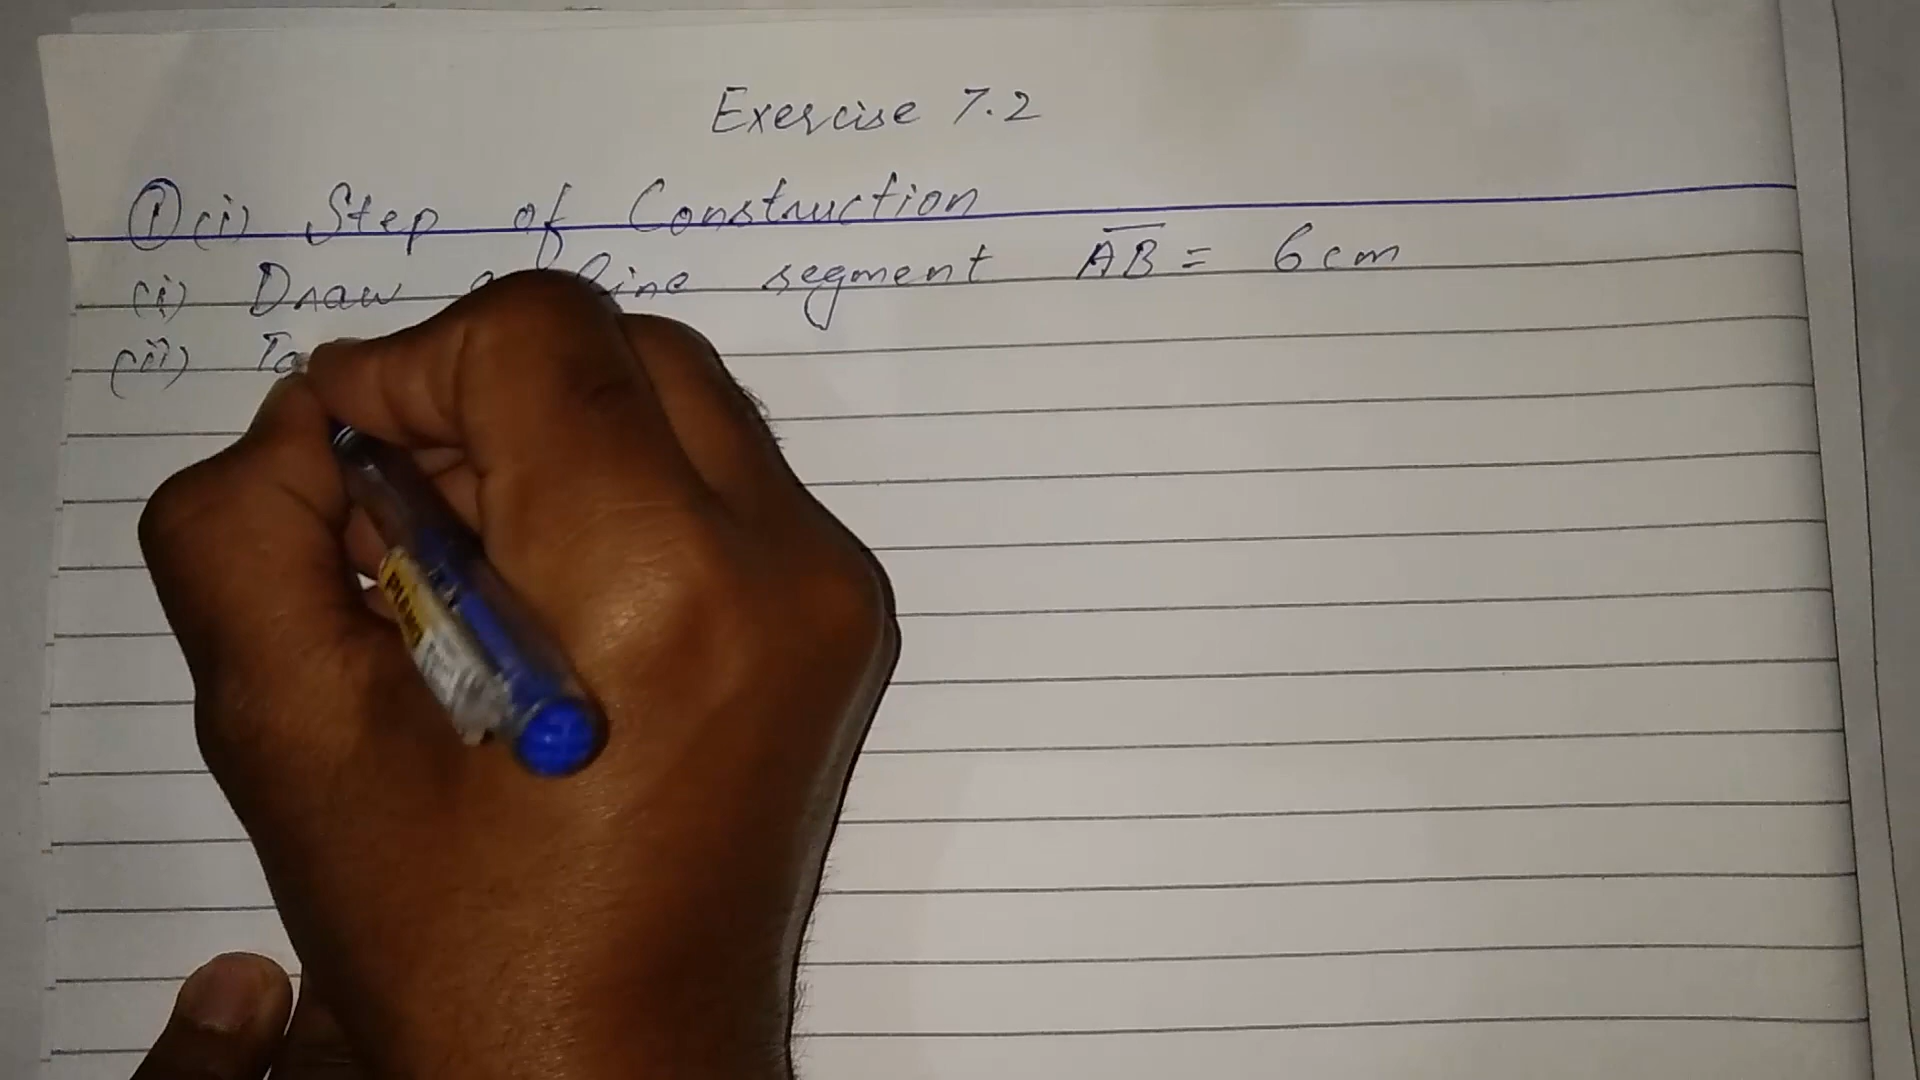 Exercise 7.2
① (i) Step of Construction
(i) Draw a line segment AB = 6cm
(ii)